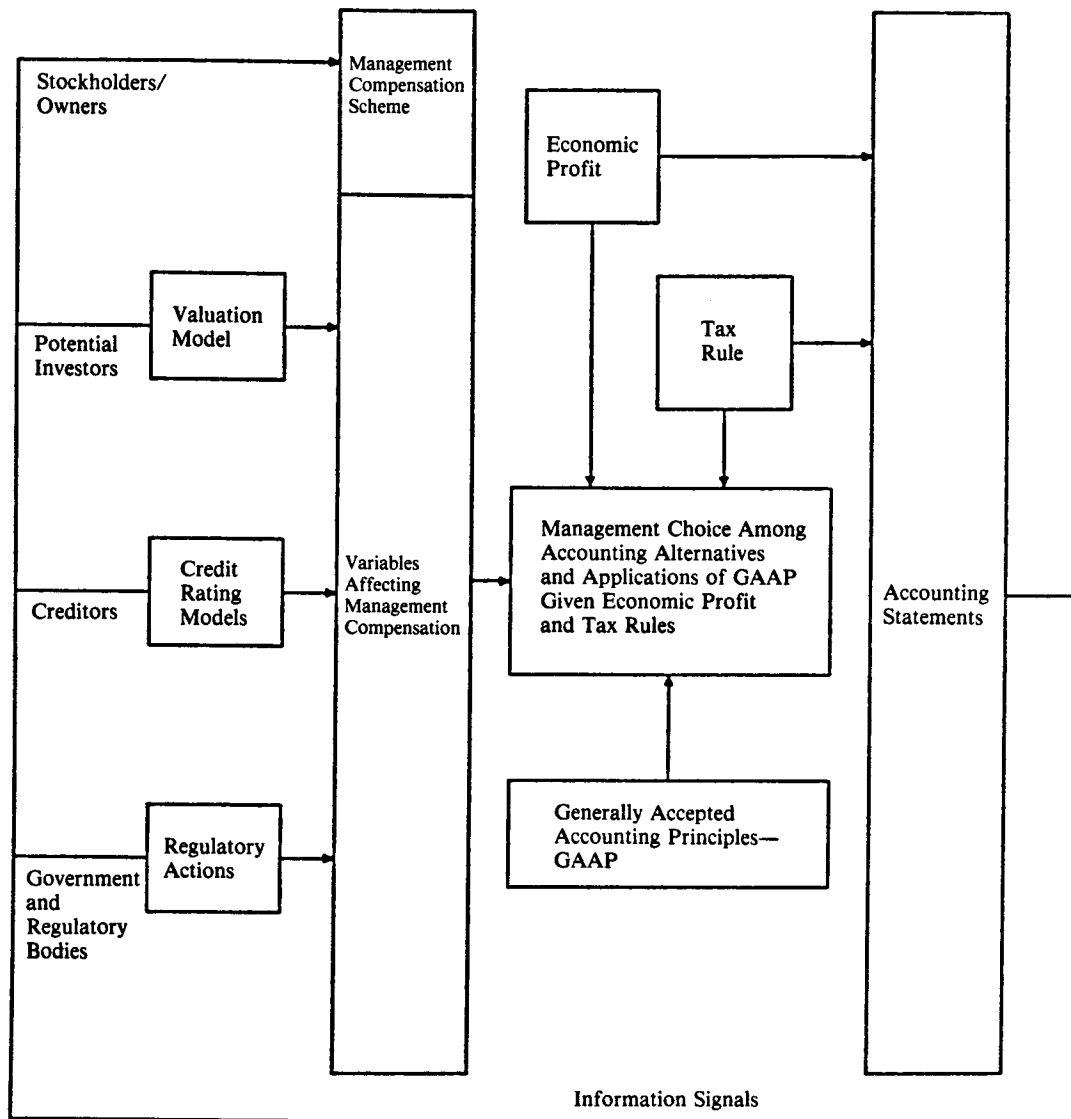 Stockholders/
Owners
Management
Compensation
Scheme
Economic
Profit
Valuation
Model
Potential
Investors
Tax
Rule
Credit
Rating
Models
Creditors
Variables
Affecting
Management
Compensation
Management Choice Among
Accounting Alternatives
and Applications of GAAP
Given Economic Profit
and Tax Rules
Accounting
Statements
Generally Accepted
Accounting Principles—
GAAP
Regulatory
Actions
Government
and
Regulatory
Bodies
Information Signals